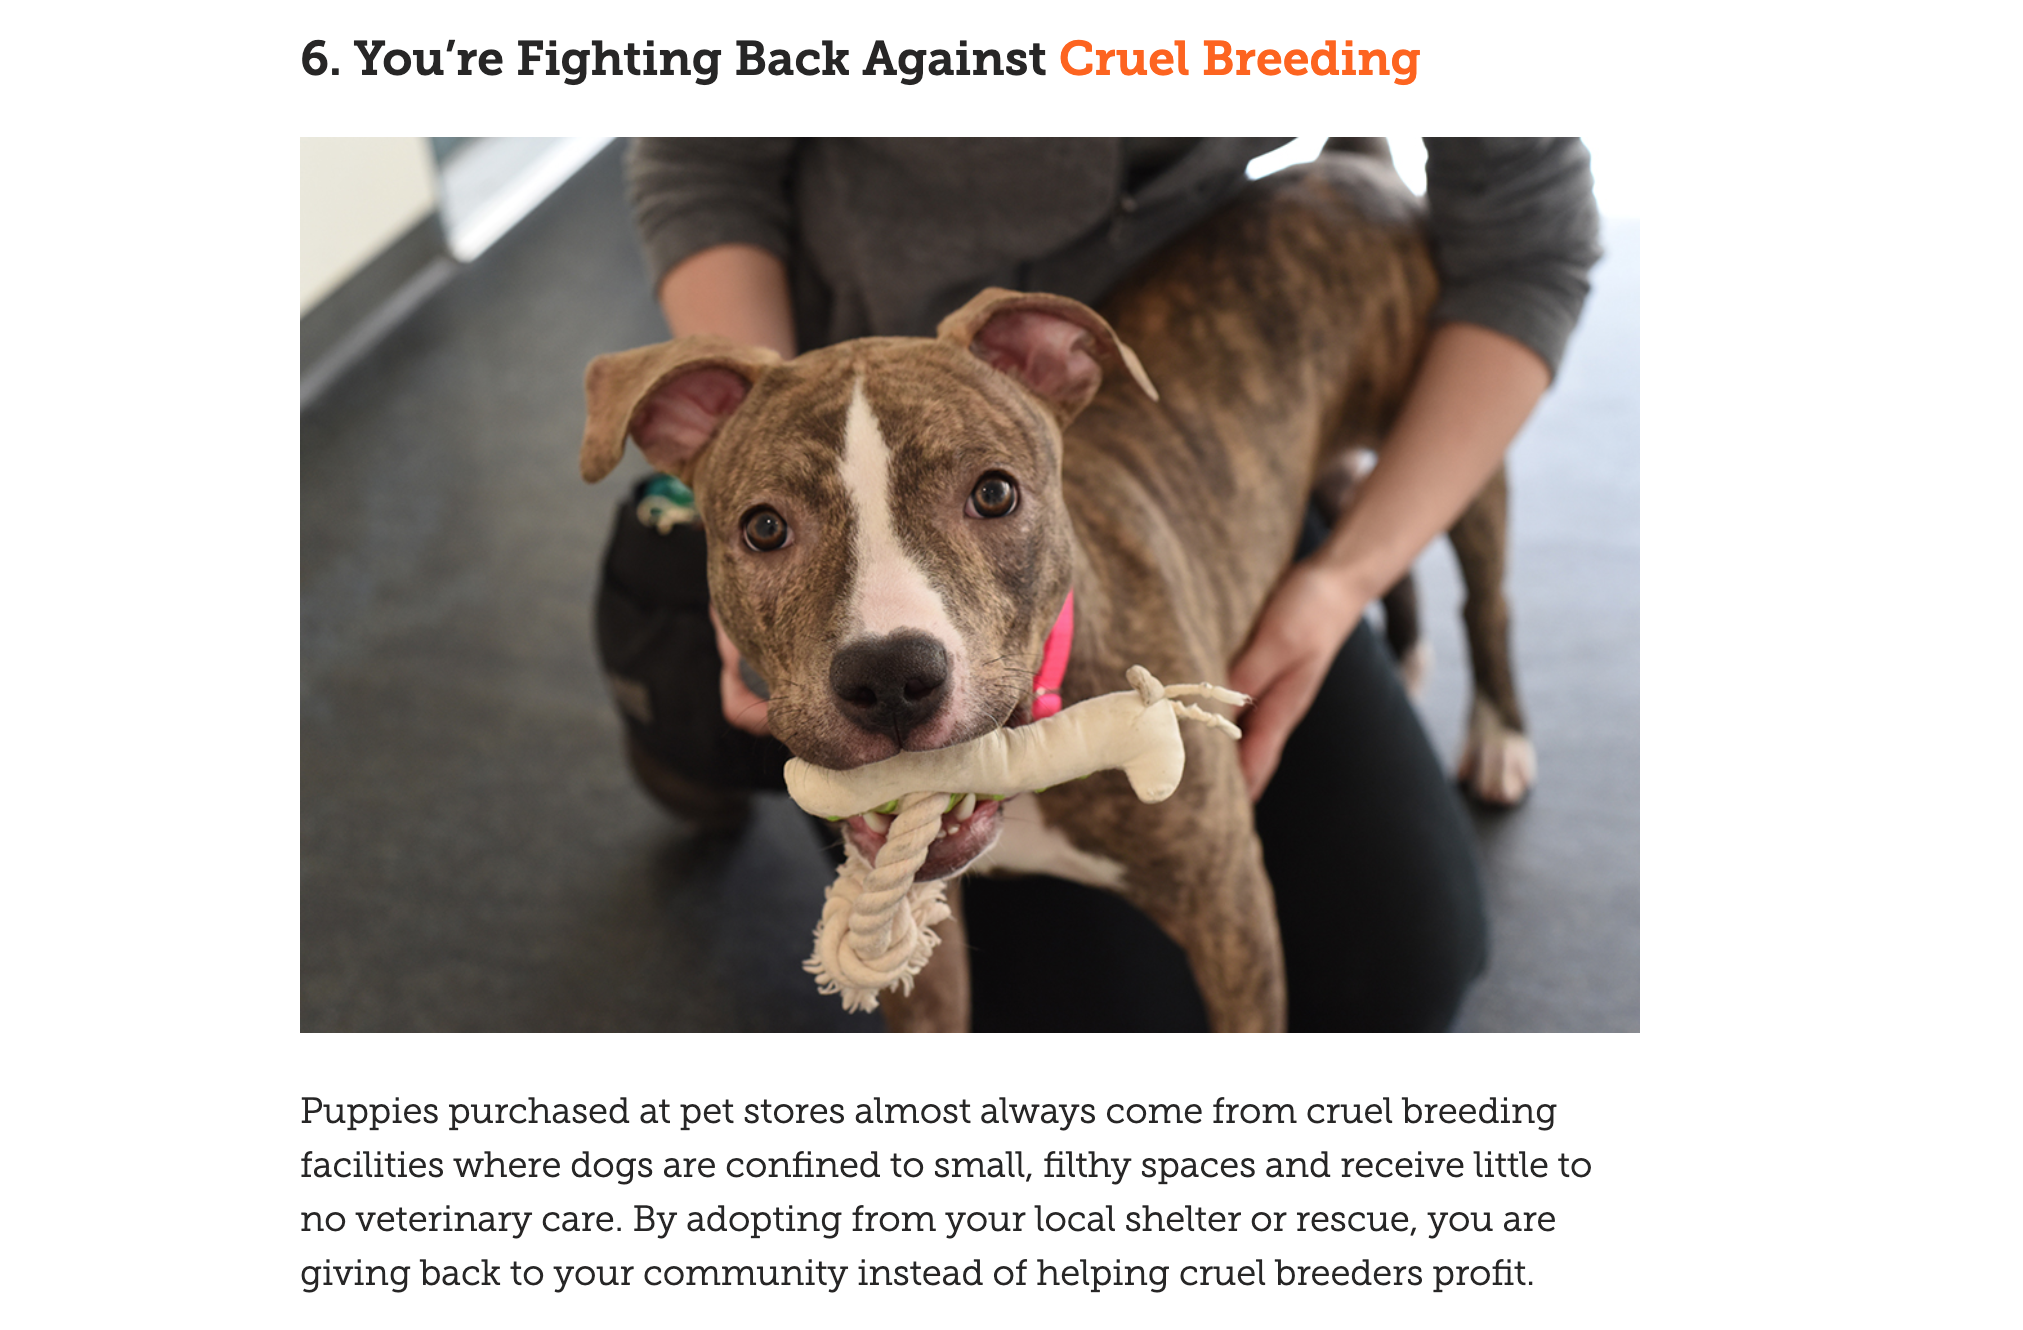 6. You’re Fighting Back Against Cruel Breeding
Puppies purchased at pet stores almost always come from cruel breeding
facilities where dogs are confined to small, filthy spaces and receive little to
no veterinary care. By adopting from your local shelter or rescue, you are
giving back to your community instead of helping cruel breeders profit.